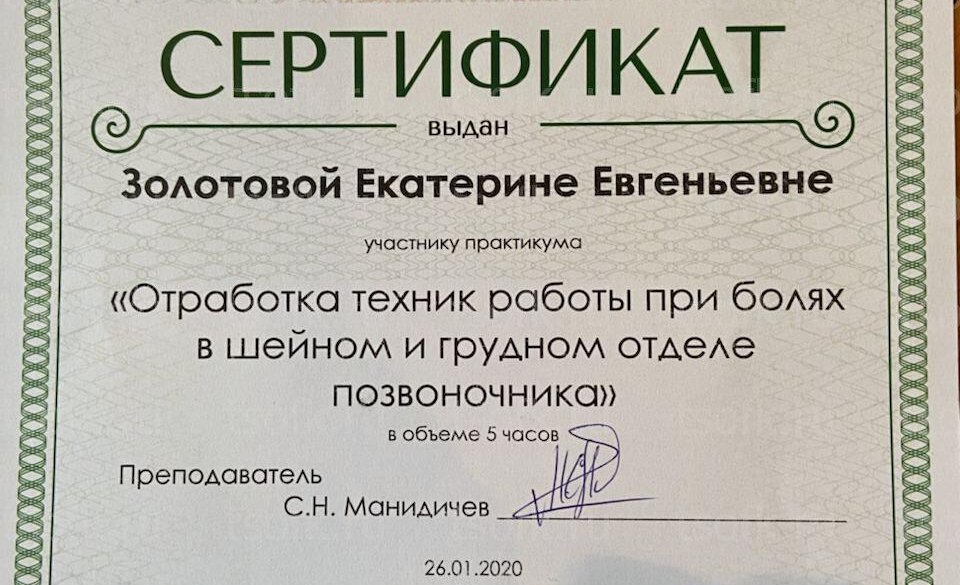 СЕРТИФИКАТ
выдан
Золотовой Екатерине Евгеньевне
участнику практикума
«Отработка техник работы при болях
в шейном и грудном отделе
позвоночника»
в объеме 5 часов
Преподаватель
С.Н. Манидичев
26.01.2020